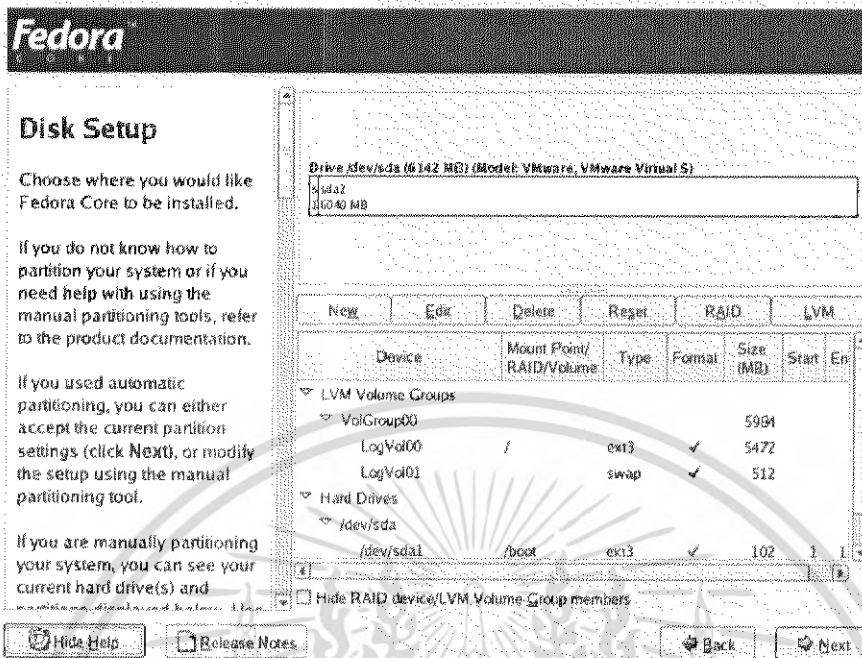 Fedora
CORE
Disk Setup
Choose where you would like
Fedora Core to be installed.
If you do not know how to
partition your system or if you
need help with using the
manual partitioning tools, refer
to the product documentation.
If you used automatic
partitioning, you can either
accept the current partition
settings (click Next), or modify
the setup using the manual
partitioning tool.
If you are manually partitioning
your system, you can see your
current hard drive(s) and
Drive /dev/sda (6142 MB) (Model: VMware, VMware Virtual S)
s sda2
1 6040 MB
New Edit Delete Reset RAID LVM
Device Mount Point/ RAID/Volume Type Format Size (MB) Start En
LVM Volume Groups
VolGroup00 5984
LogVol00 / ext3 ✓ 5472
LogVol01 swap ✓ 512
Hard Drives
/dev/sda
/dev/sda1 /boot ext3 ✓ 102 1 1
Hide RAID device/LVM Volume Group members
Hide Help Release Notes Back Next